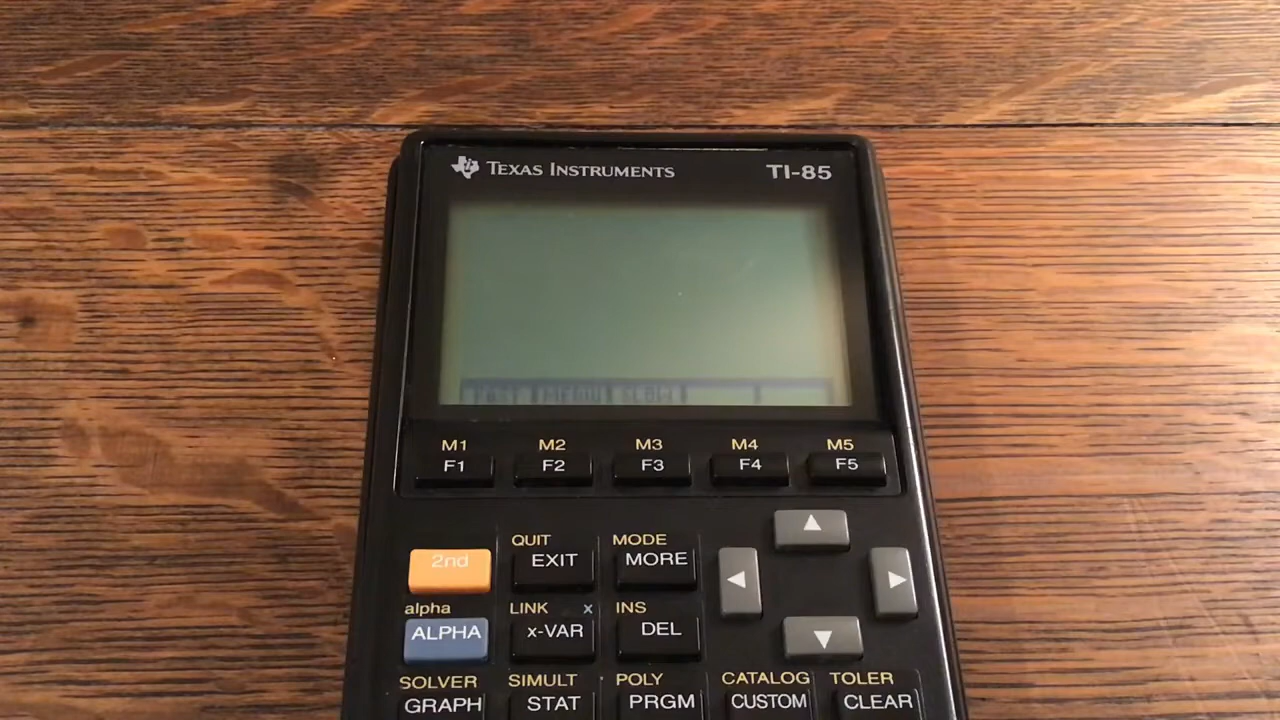 TEXAS INSTRUMENTS TI-85
M1 M2 M3 M4 M5
F1 F2 F3 F4 F5
QUIT MODE
2nd EXIT MORE
alpha LINK x INS
ALPHA x-VAR DEL
SOLVER SIMULT POLY CATALOG TOLER
GRAPH STAT PRGM CUSTOM CLEAR